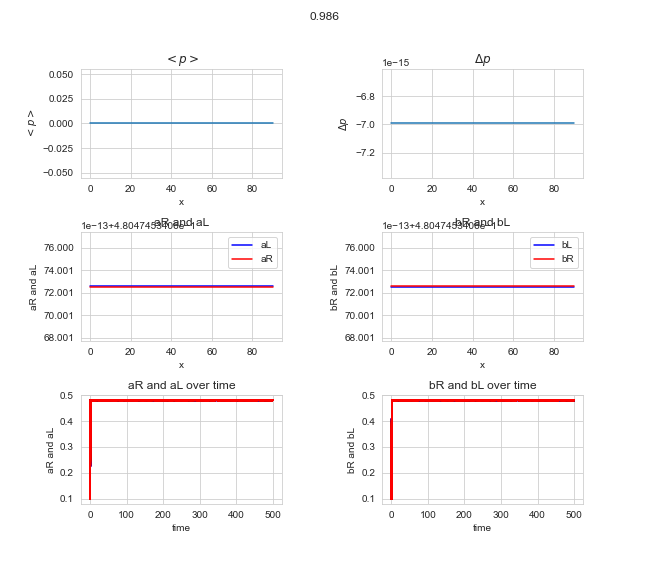 0.986
< p >
Δp
1e−15
0.050
0.025
0.000
−0.025
−0.050
< p >
0 20 40 60 80
x
−6.8
−7.0
−7.2
Δp
0 20 40 60 80
x
aR and aL
bR and bL
76.000
74.001
72.001
70.001
68.001
aR and aL
aL
aR
0 20 40 60 80
x
76.000
74.001
72.001
70.001
68.001
bR and bL
bL
bR
0 20 40 60 80
x
aR and aL over time
bR and bL over time
0.5
0.4
0.3
0.2
0.1
aR and aL
0 100 200 300 400 500
time
0.5
0.4
0.3
0.2
0.1
bR and bL
0 100 200 300 400 500
time